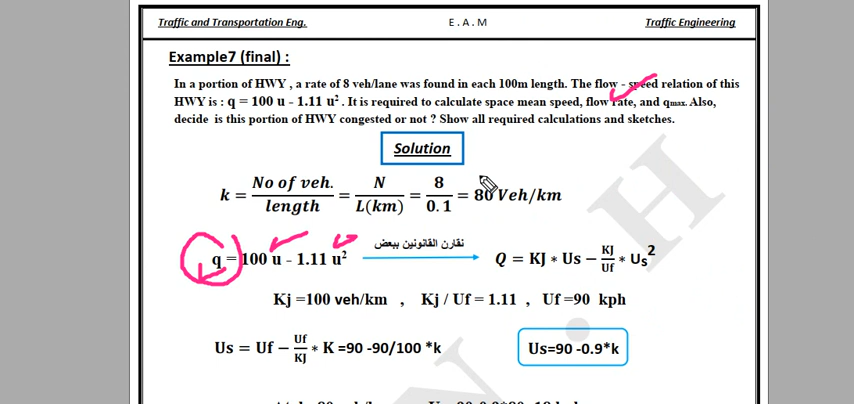 Traffic and Transportation Eng. E.A.M Traffic Engineering
Example7 (final) :
In a portion of HWY , a rate of 8 veh/lane was found in each 100m length. The flow - speed relation of this
HWY is : q = 100 u - 1.11 u² . It is required to calculate space mean speed, flow rate, and qmax. Also,
decide is this portion of HWY congested or not ? Show all required calculations and sketches.
Solution
k = No of veh. / length = N / L(km) = 8 / 0.1 = 80 Veh/km
q = 100 u - 1.11 u² نقارن القانونين ببعض Q = KJ * Us − KJ/Uf * Us²
Kj =100 veh/km , Kj / Uf = 1.11 , Uf =90 kph
Us = Uf − Uf/KJ * K =90 -90/100 *k Us=90 -0.9*k